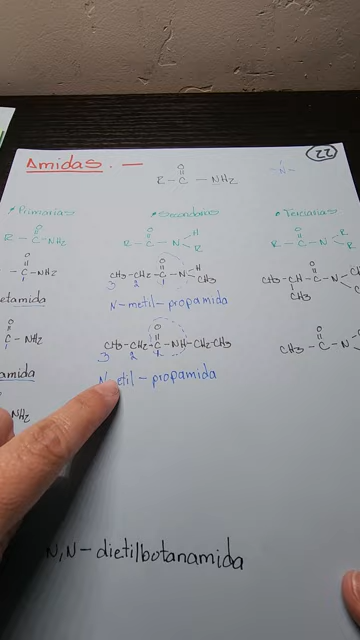 22
Amidas. —
O
R-C-NH2
-N-
* Primarias
* Secondarias
* Terciarias
O
R-C-NH2
O H
R-C-N
R
O R
R-C-N
R
O
-C-NH2
O H
CH3-CH2-C-N
3 2 1 CH3
O
CH3-CH-C-N
CH3
etamida
N-metil-propamida
O
C-NH2
O
CH3-CH2-C-NH-CH2-CH3
3 2 1
O
CH3-C-N
amida
N etil-propamida
NH2
N,N-dietilbotanamida